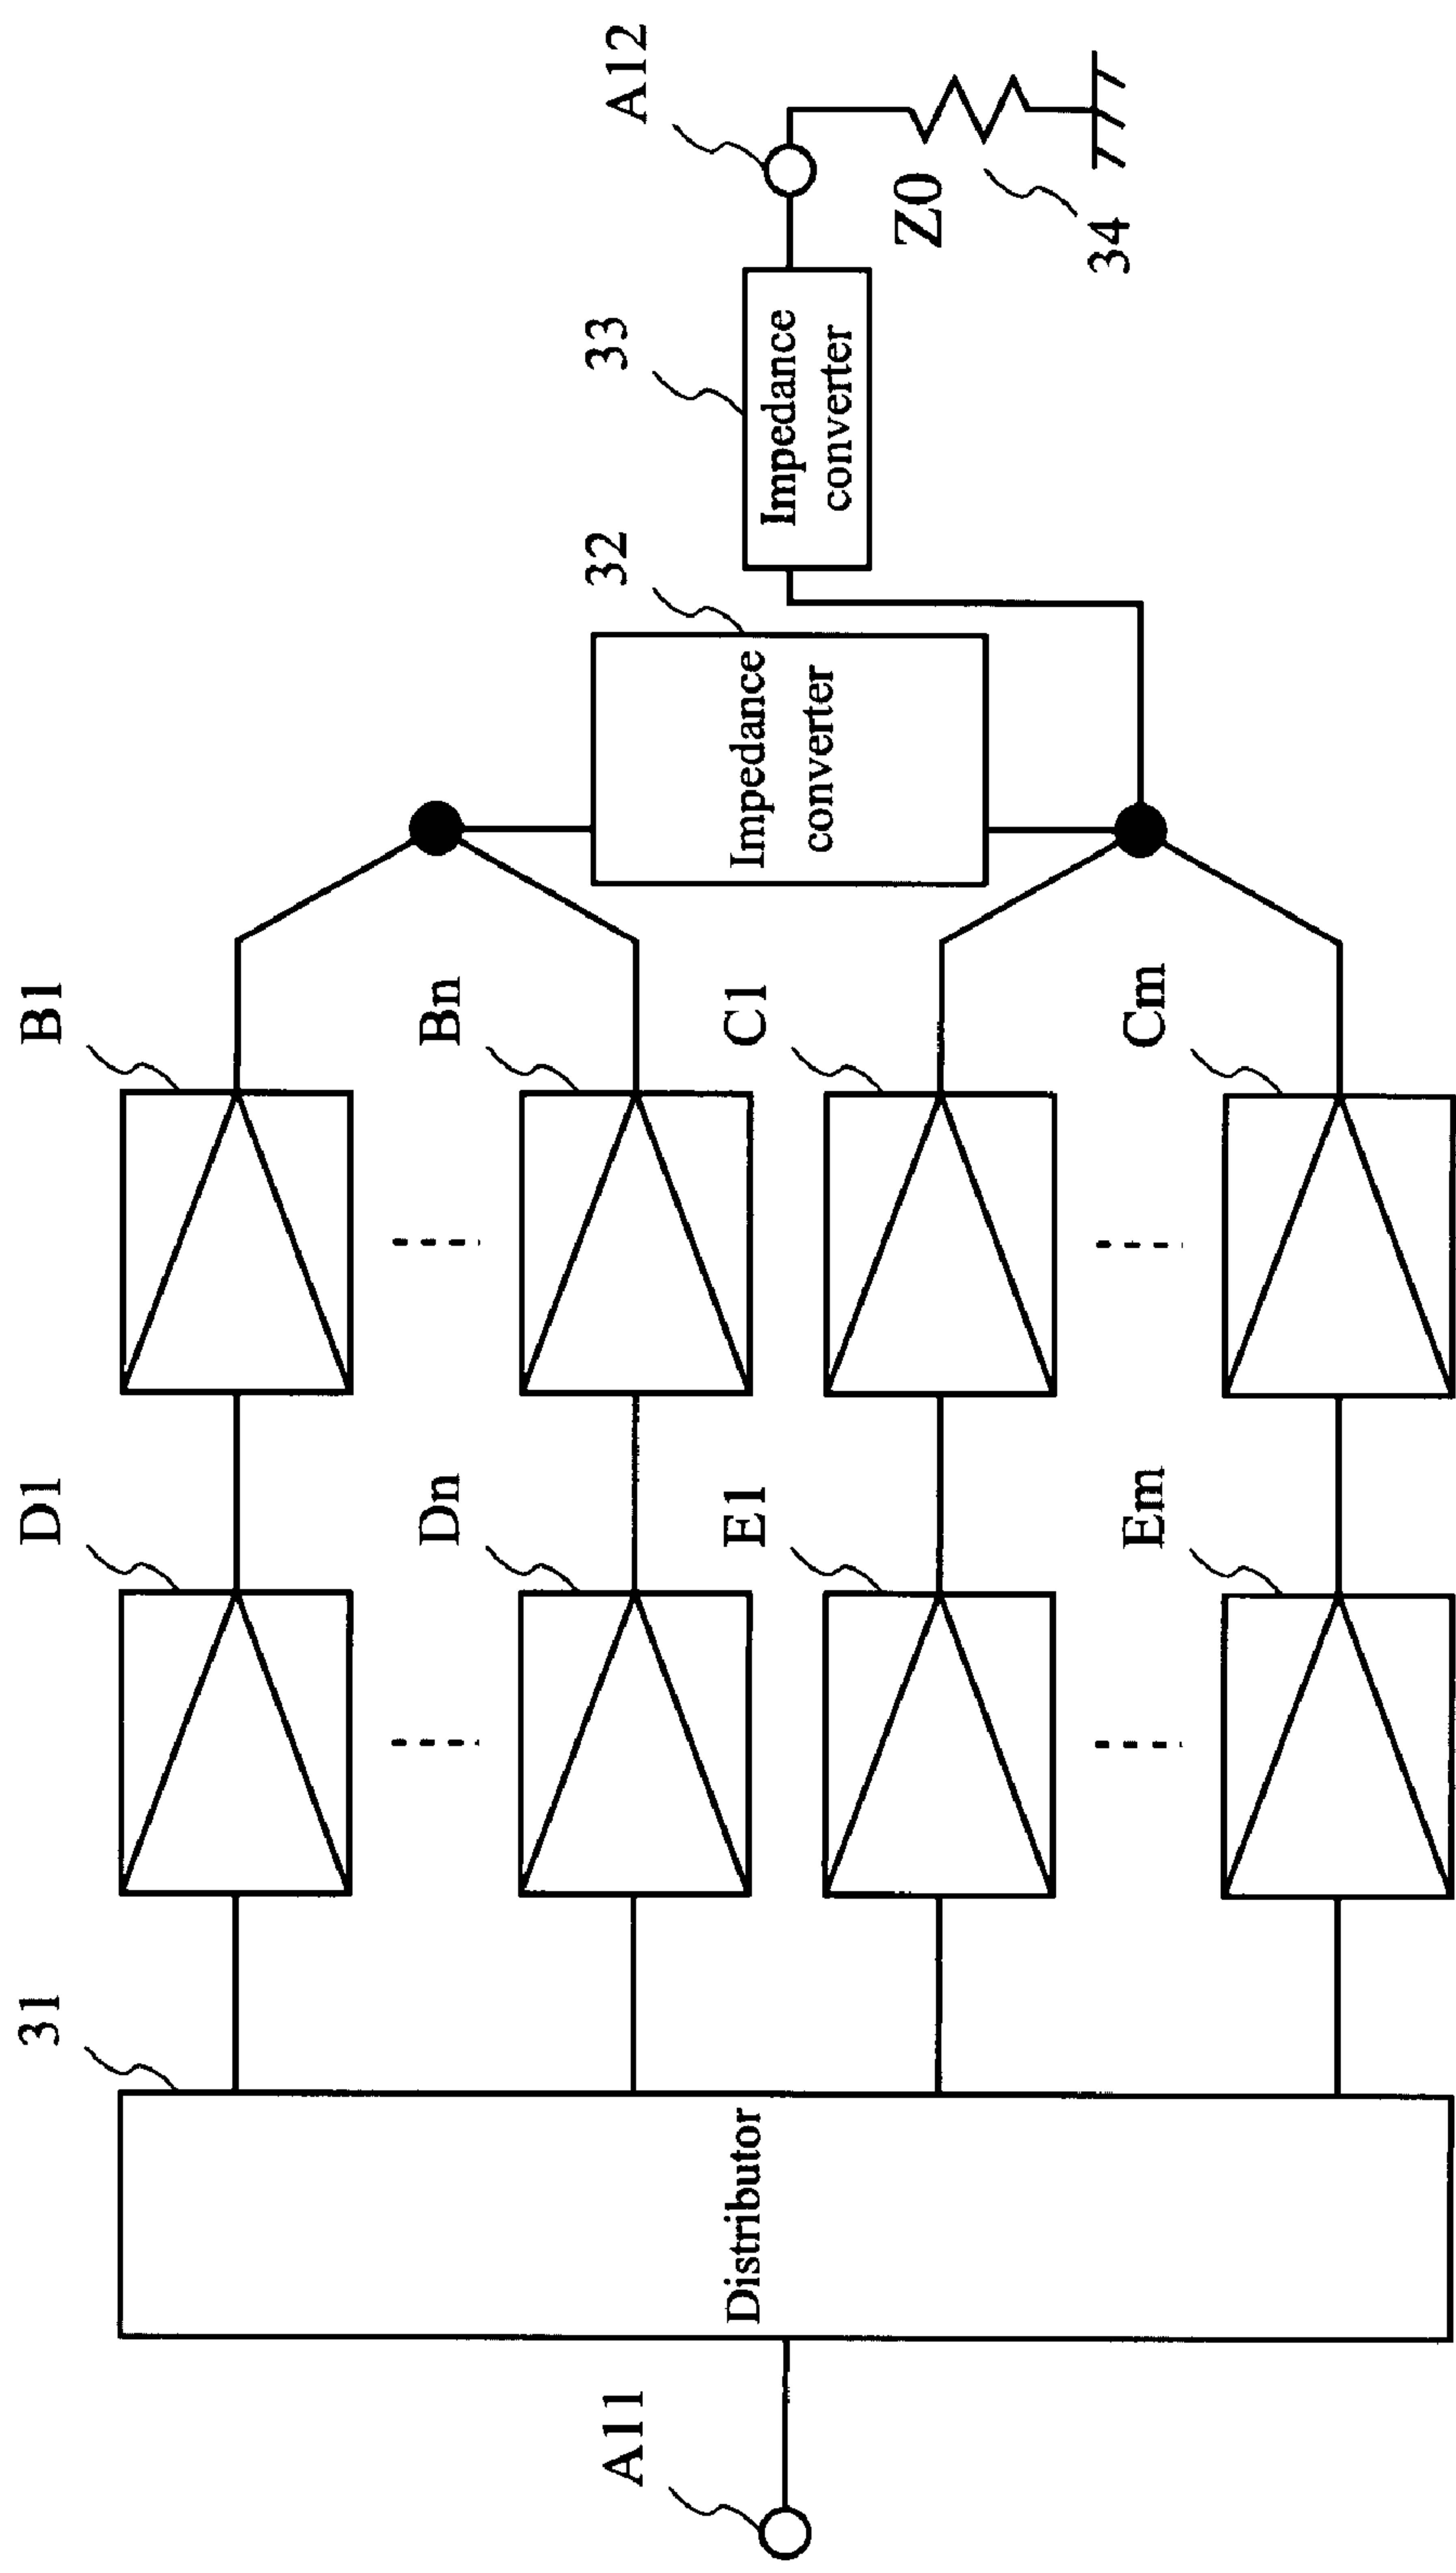 A11
31
Distributor
D1
Dn
E1
Em
B1
Bn
C1
Cm
32
Impedance
converter
33
Impedance
converter
A12
Z0
34